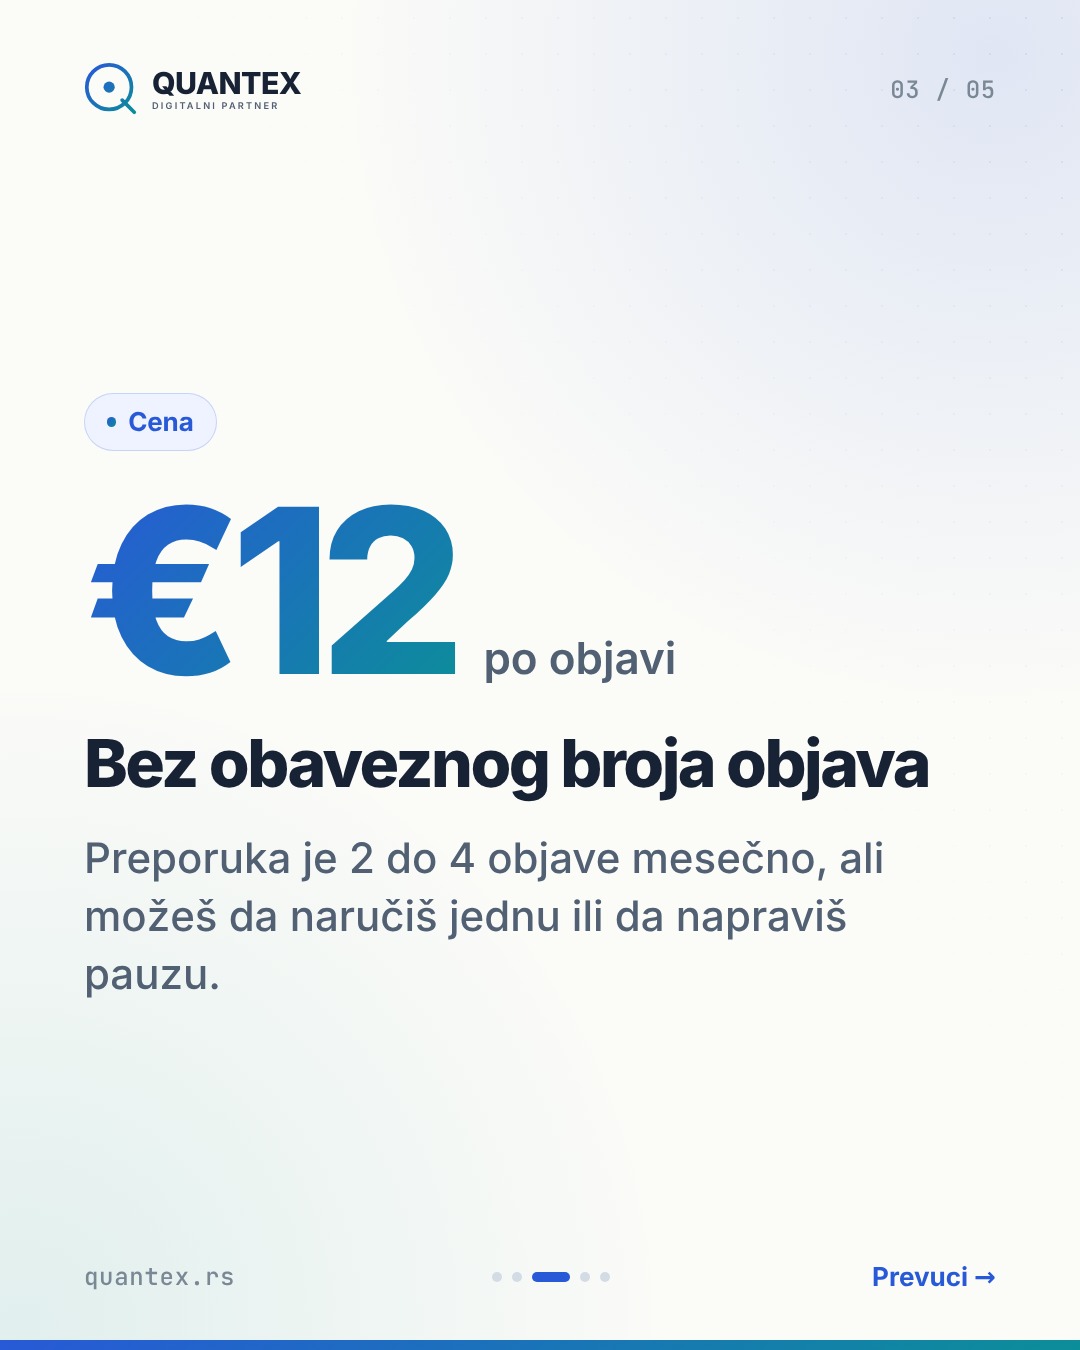 QUANTEX
DIGITALNI PARTNER
03 / 05
Cena
€12 po objavi
Bez obaveznog broja objava
Preporuka je 2 do 4 objave mesečno, ali
možeš da naručiš jednu ili da napraviš
pauzu.
quantex.rs
Prevuci →